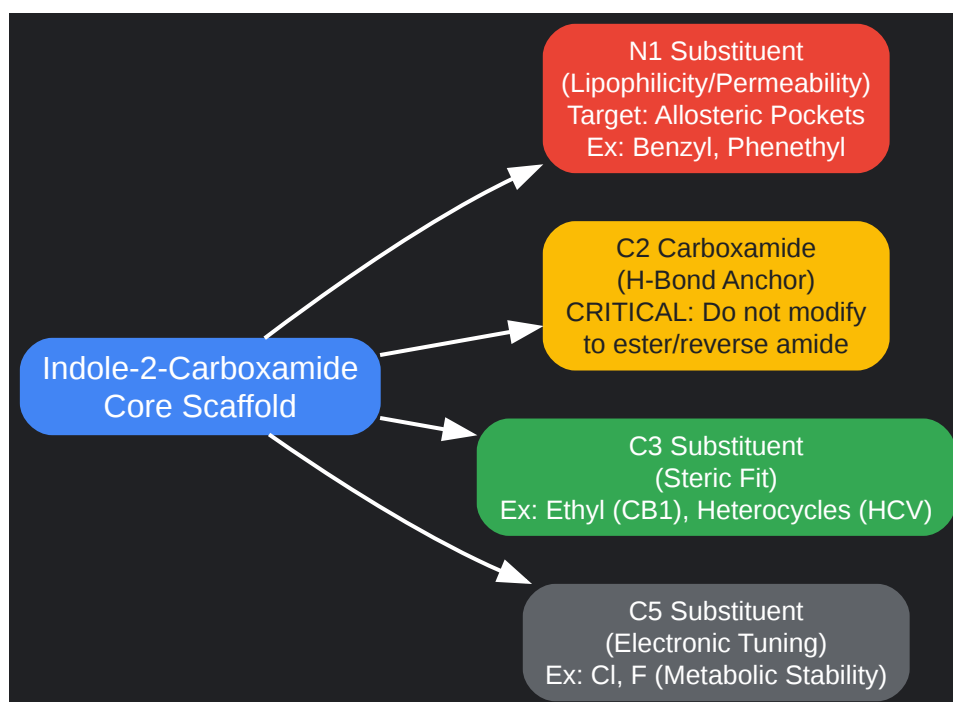 Indole-2-Carboxamide
Core Scaffold
N1 Substituent
(Lipophilicity/Permeability)
Target: Allosteric Pockets
Ex: Benzyl, Phenethyl
C2 Carboxamide
(H-Bond Anchor)
CRITICAL: Do not modify
to ester/reverse amide
C3 Substituent
(Steric Fit)
Ex: Ethyl (CB1), Heterocycles (HCV)
C5 Substituent
(Electronic Tuning)
Ex: Cl, F (Metabolic Stability)